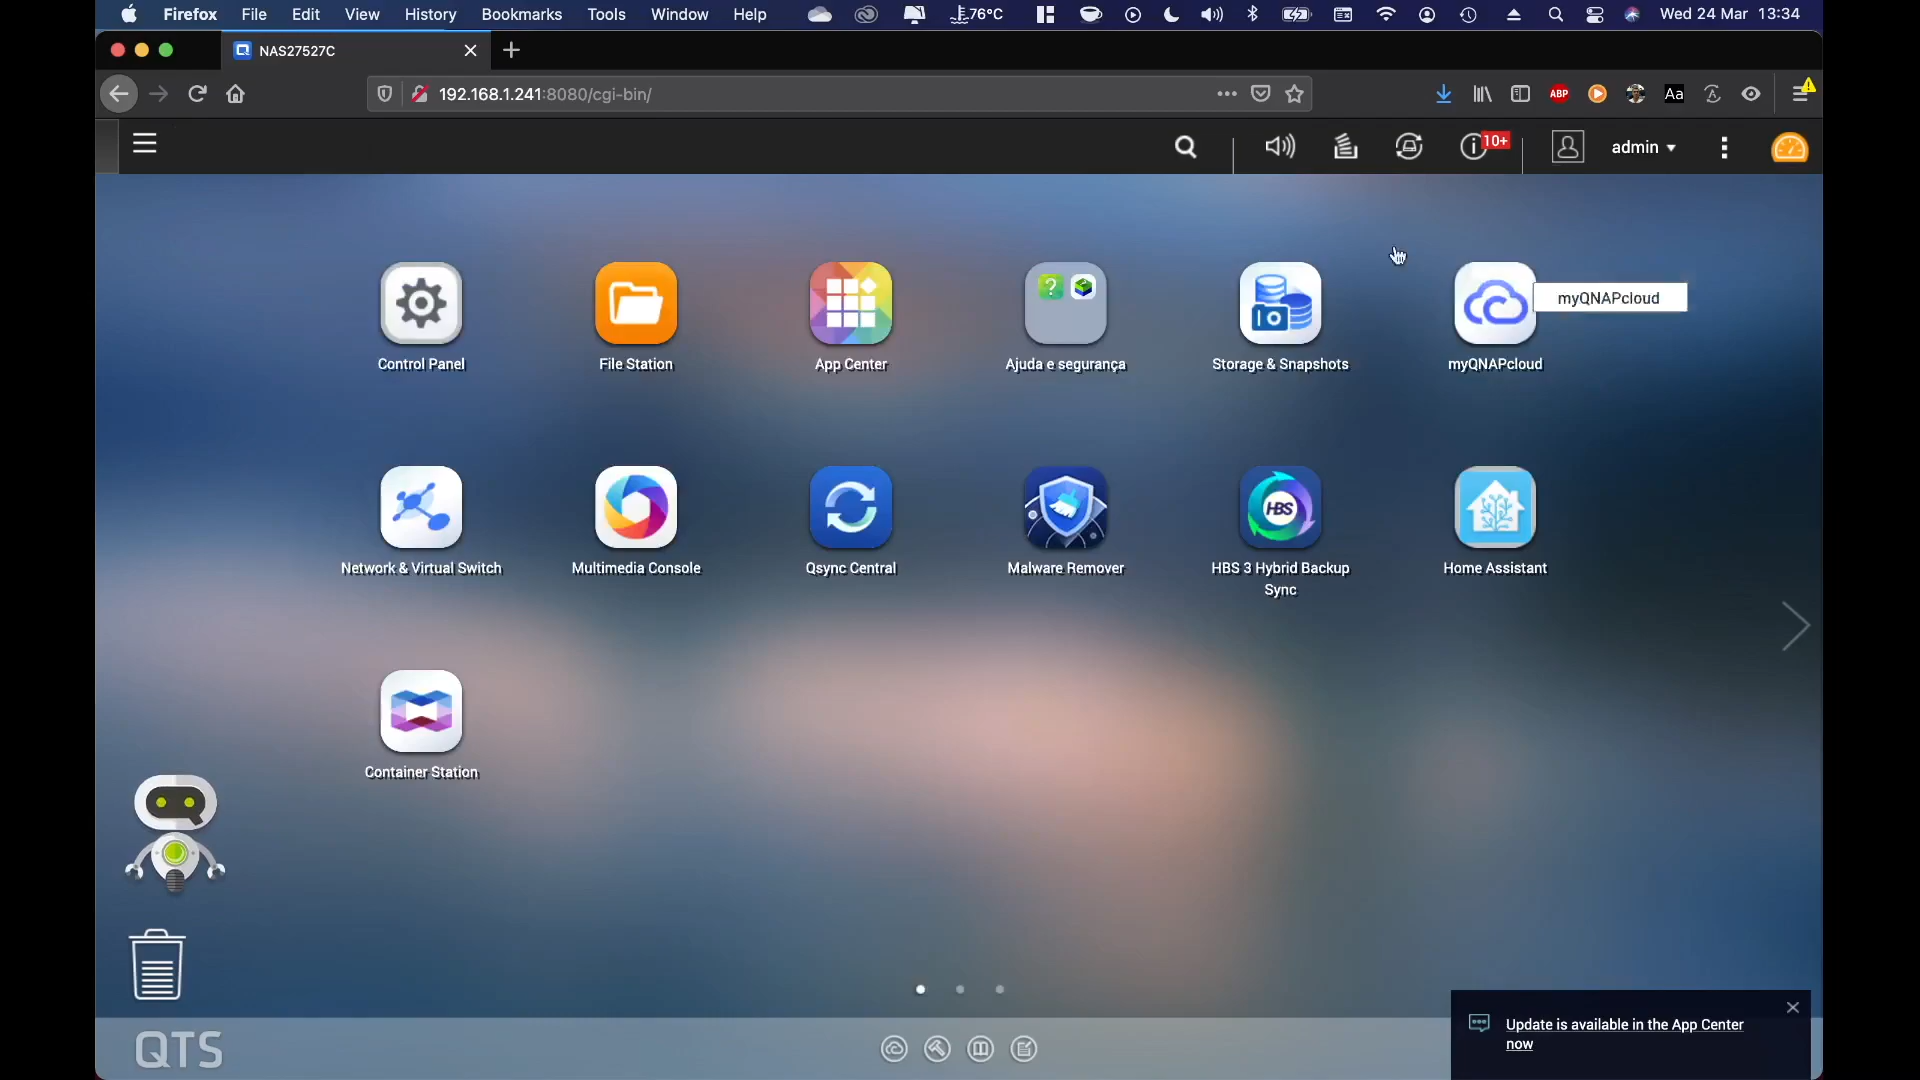 Firefox File Edit View History Bookmarks Tools Window Help 76°C Wed 24 Mar 13:34
NAS27527C
192.168.1.241:8080/cgi-bin/
ABP
Aa
10+
admin
Control Panel
File Station
App Center
Ajuda e segurança
Storage & Snapshots
myQNAPcloud
myQNAPcloud
Network & Virtual Switch
Multimedia Console
Qsync Central
Malware Remover
HBS
HBS 3 Hybrid Backup
Sync
Home Assistant
Container Station
QTS
Update is available in the App Center
now